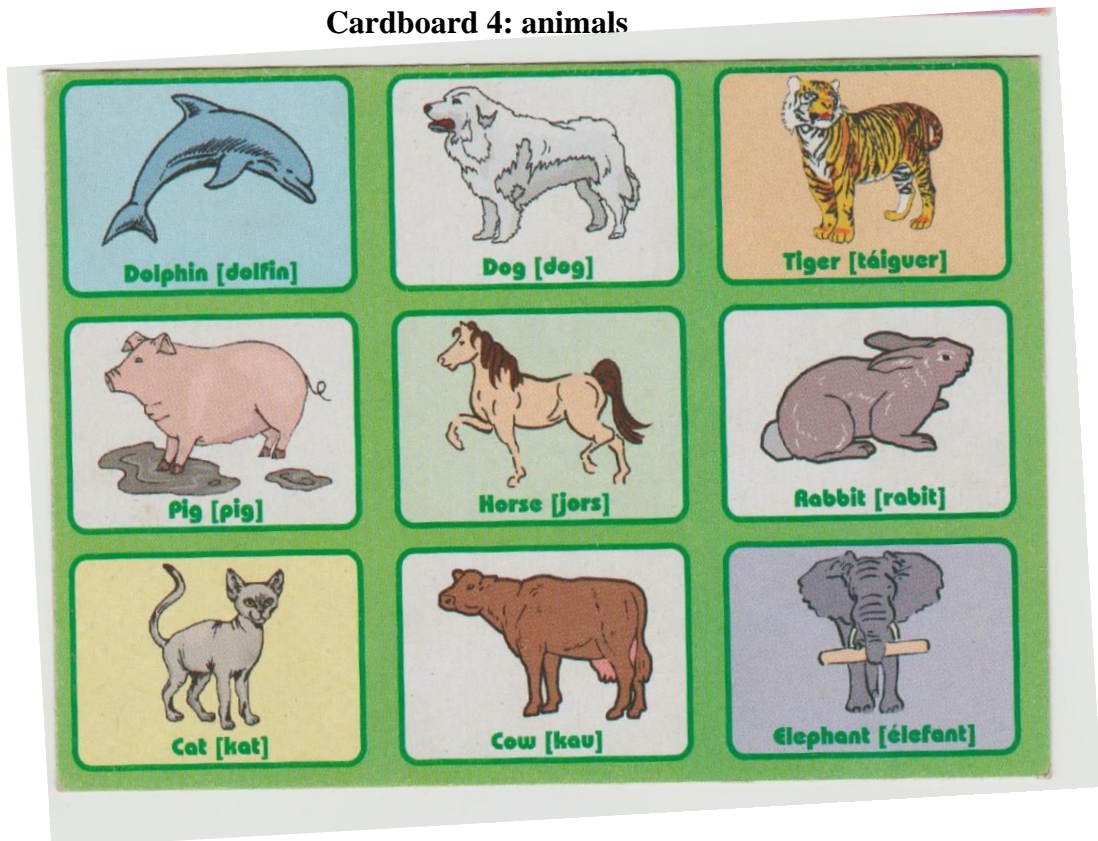 Cardboard 4: animals
Dolphin [dolfin]
Dog [dog]
Tiger [táiguer]
Pig [pig]
Horse [jors]
Rabbit [rabit]
Cat [kat]
Cow [kau]
Elephant [élefant]